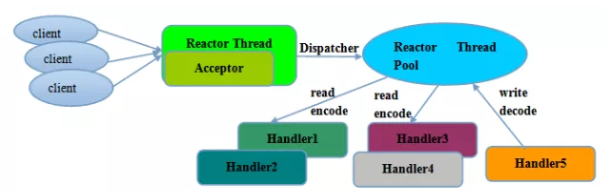 client
client
client
Reactor Thread
Acceptor
Dispatcher
Reactor Thread
Pool
read
encode
read
encode
write
decode
Handler1
Handler2
Handler3
Handler4
Handler5